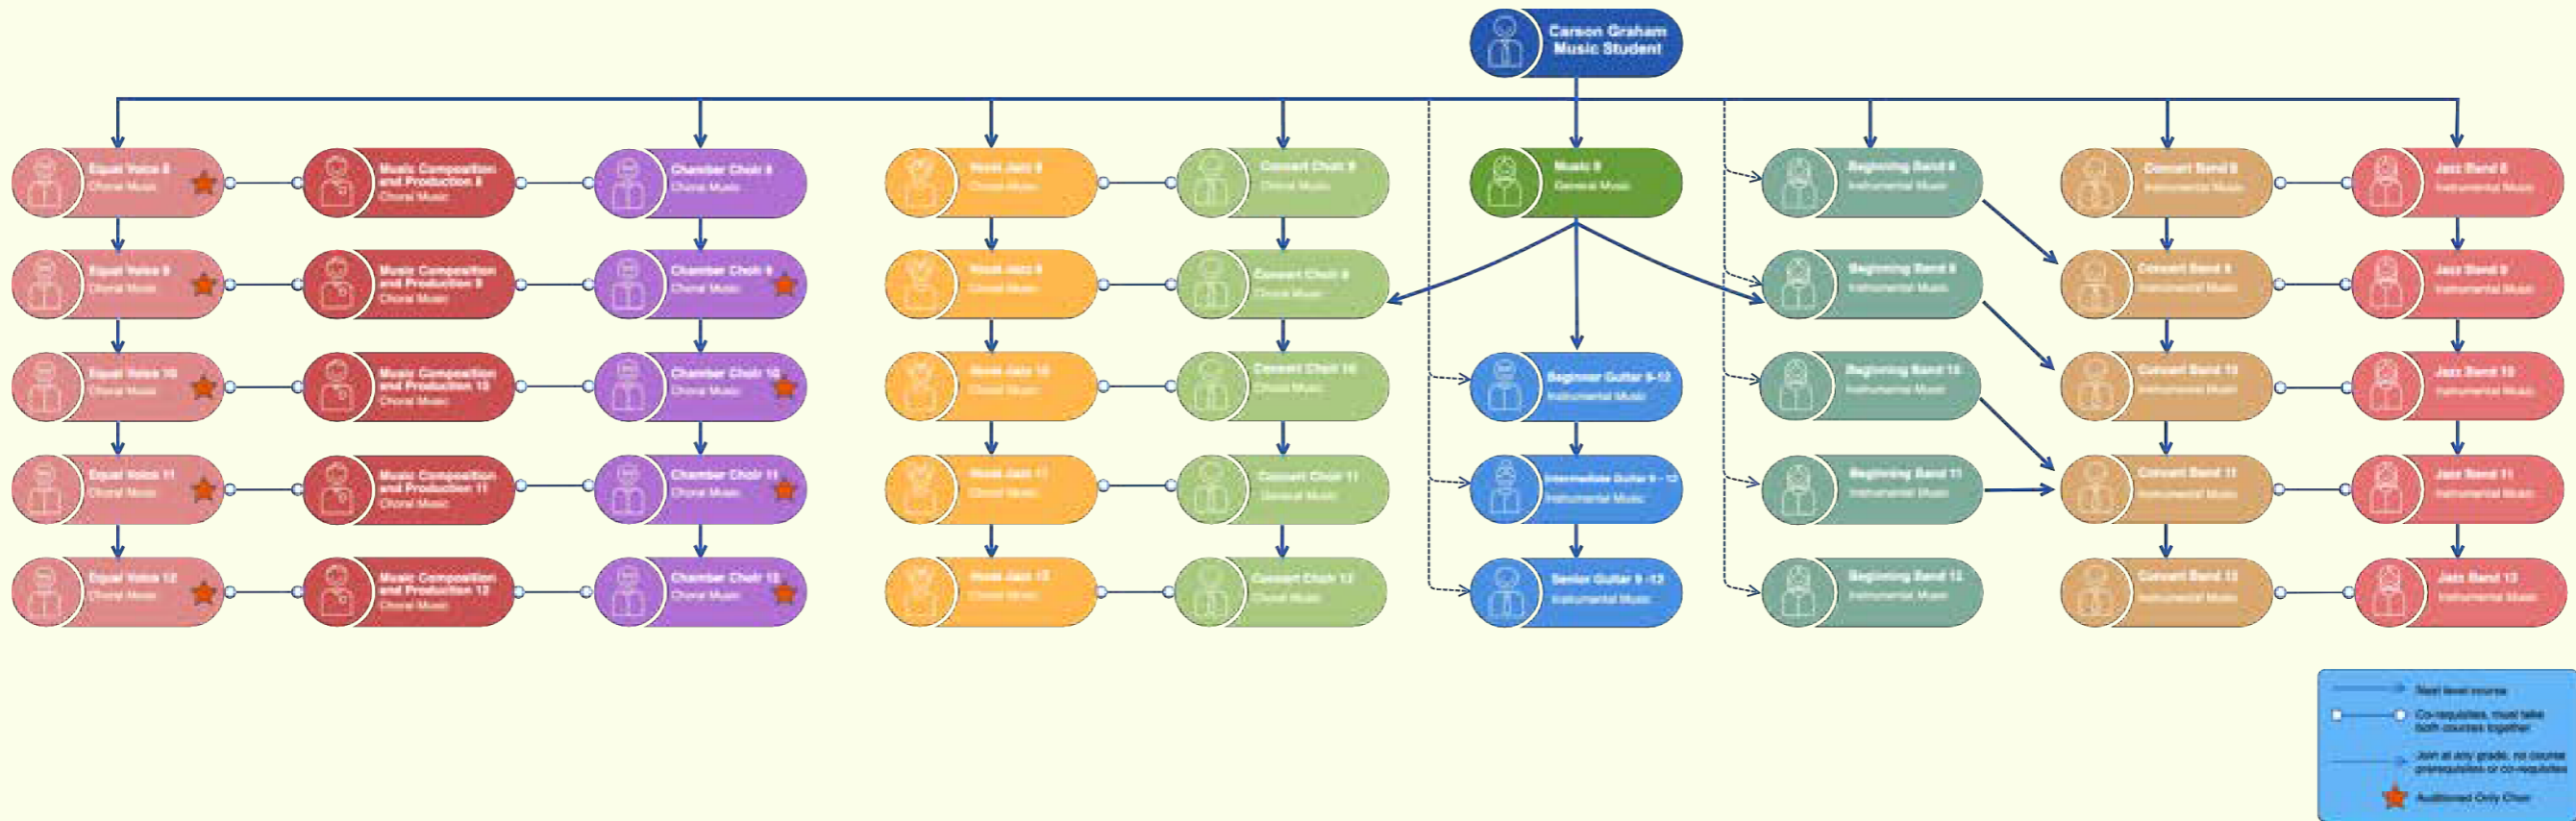 Carson Graham
Music Student
Equal Voice 8
Choral Music
Music Composition
and Production 8
Choral Music
Chamber Choir 8
Choral Music
Vocal Jazz 8
Choral Music
Concert Choir 8
Choral Music
Music 8
General Music
Beginning Band 8
Instrumental Music
Concert Band 8
Instrumental Music
Jazz Band 8
Instrumental Music
Equal Voice 9
Choral Music
Music Composition
and Production 9
Choral Music
Chamber Choir 9
Choral Music
Vocal Jazz 9
Choral Music
Concert Choir 9
Choral Music
Beginning Band 9
Instrumental Music
Concert Band 9
Instrumental Music
Jazz Band 9
Instrumental Music
Equal Voice 10
Choral Music
Music Composition
and Production 10
Choral Music
Chamber Choir 10
Choral Music
Vocal Jazz 10
Choral Music
Concert Choir 10
Choral Music
Beginner Guitar 9-12
Instrumental Music
Beginning Band 10
Instrumental Music
Concert Band 10
Instrumental Music
Jazz Band 10
Instrumental Music
Equal Voice 11
Choral Music
Music Composition
and Production 11
Choral Music
Chamber Choir 11
Choral Music
Vocal Jazz 11
Choral Music
Concert Choir 11
General Music
Intermediate Guitar 9 - 12
Instrumental Music
Beginning Band 11
Instrumental Music
Concert Band 11
Instrumental Music
Jazz Band 11
Instrumental Music
Equal Voice 12
Choral Music
Music Composition
and Production 12
Choral Music
Chamber Choir 12
Choral Music
Vocal Jazz 12
Choral Music
Concert Choir 12
Choral Music
Senior Guitar 9 -12
Instrumental Music
Beginning Band 12
Instrumental Music
Concert Band 12
Instrumental Music
Jazz Band 12
Instrumental Music
Next level course
Co-requisites, must take
both courses together
Join at any grade, no course
prerequisites or co-requisites
Auditioned Only Choir